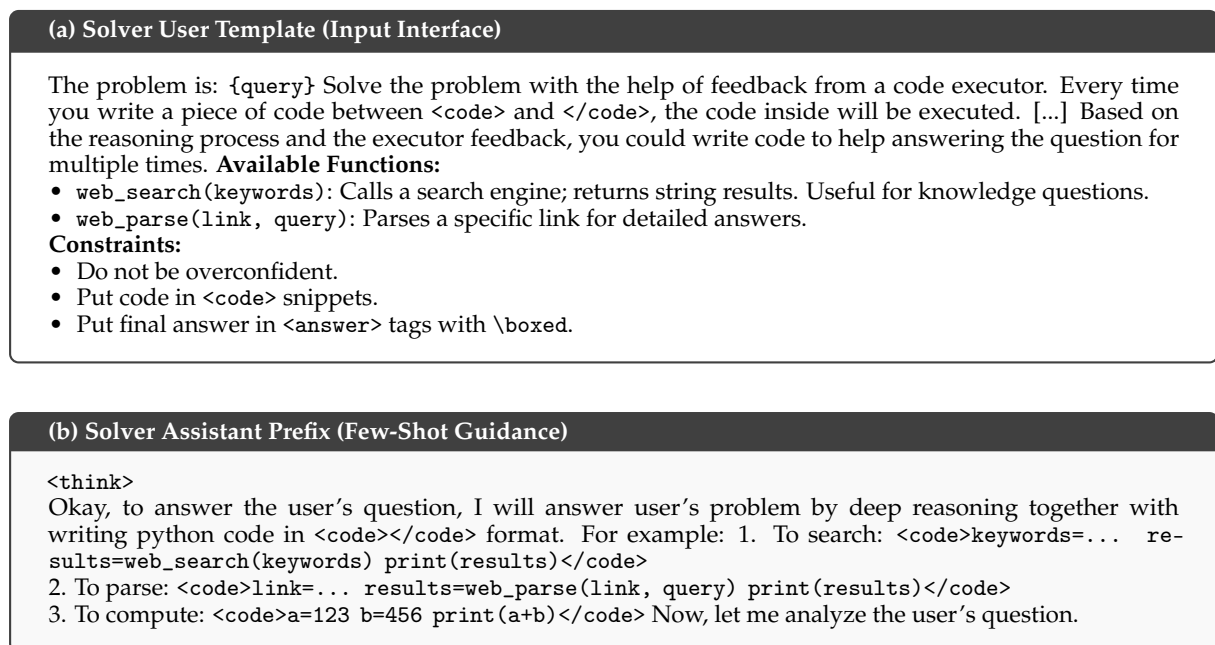 (a) Solver User Template (Input Interface)
The problem is: {query} Solve the problem with the help of feedback from a code executor. Every time
you write a piece of code between <code> and </code>, the code inside will be executed. [...] Based on
the reasoning process and the executor feedback, you could write code to help answering the question for
multiple times. Available Functions:
• web_search(keywords): Calls a search engine; returns string results. Useful for knowledge questions.
• web_parse(link, query): Parses a specific link for detailed answers.
Constraints:
• Do not be overconfident.
• Put code in <code> snippets.
• Put final answer in <answer> tags with \boxed.
(b) Solver Assistant Prefix (Few-Shot Guidance)
<think>
Okay, to answer the user's question, I will answer user's problem by deep reasoning together with
writing python code in <code></code> format. For example: 1. To search: <code>keywords=... re-
sults=web_search(keywords) print(results)</code>
2. To parse: <code>link=... results=web_parse(link, query) print(results)</code>
3. To compute: <code>a=123 b=456 print(a+b)</code> Now, let me analyze the user's question.